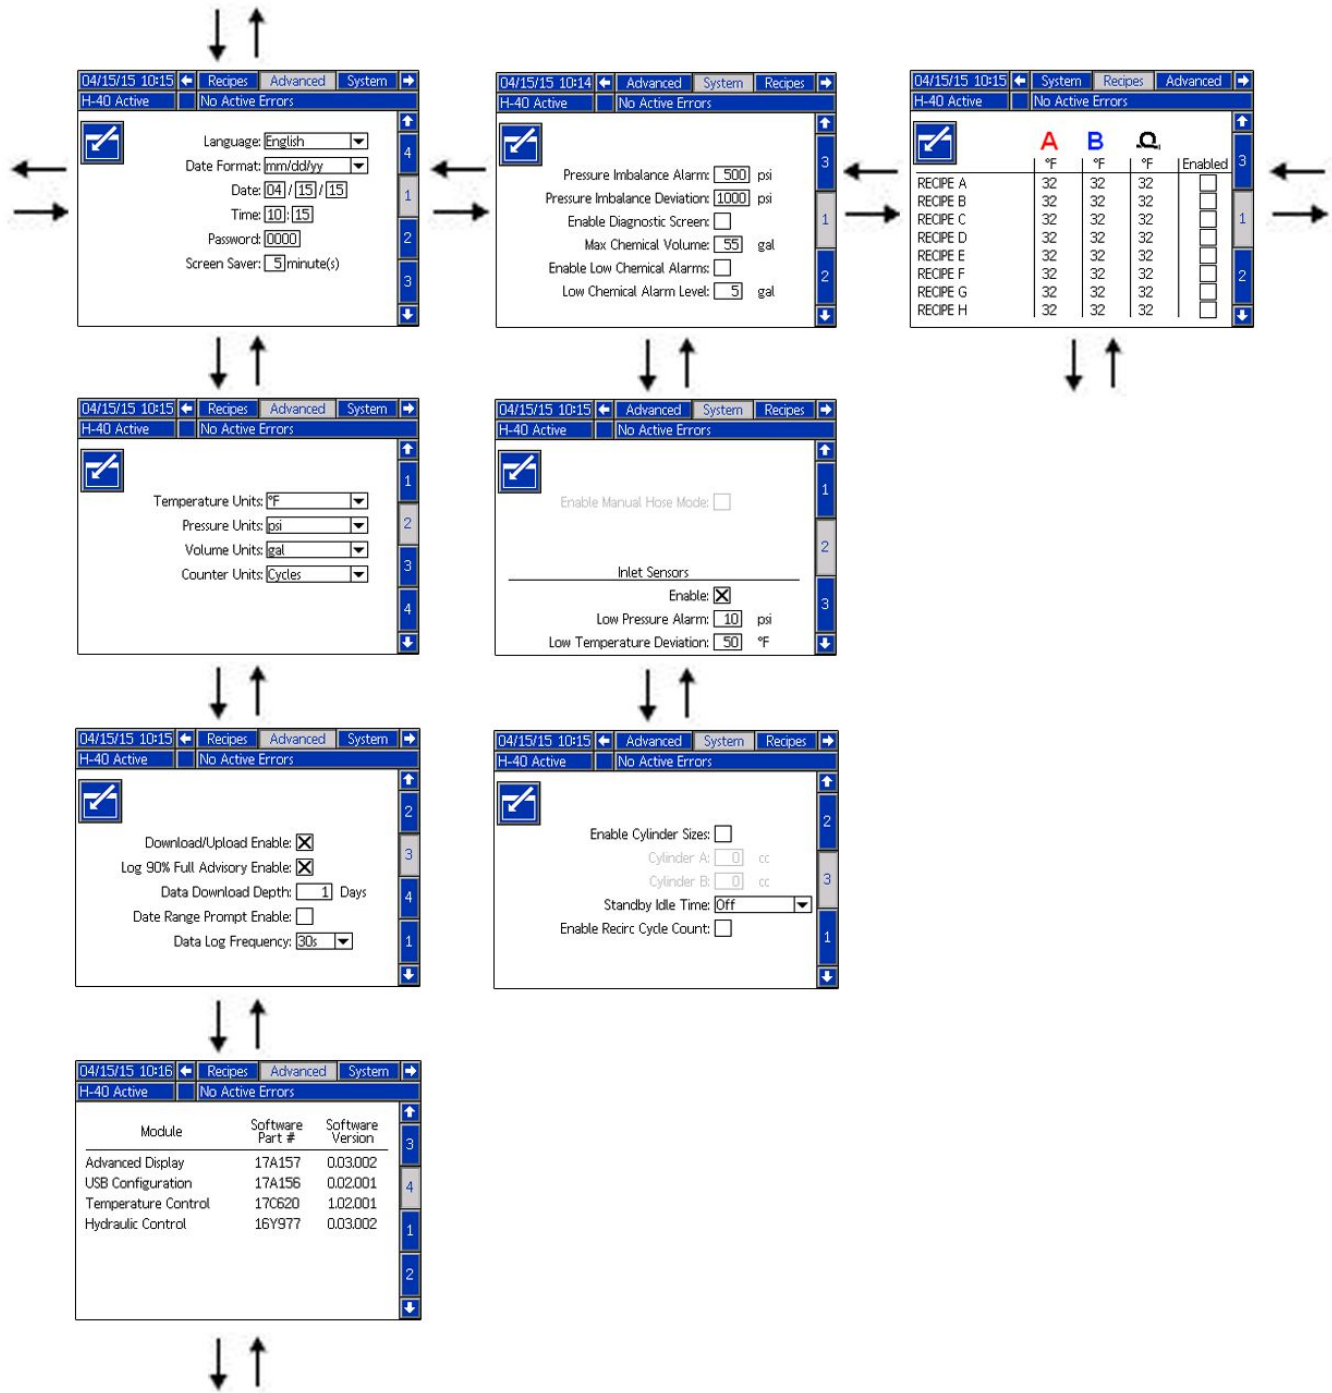 04/15/15 10:15 Recipes Advanced System
H-40 Active No Active Errors
Language: English
Date Format: mm/dd/yy
Date: 04 / 15 / 15
Time: 10 : 15
Password: 0000
Screen Saver: 5 minute(s)
4
1
2
3
04/15/15 10:14 Advanced System Recipes
H-40 Active No Active Errors
Pressure Imbalance Alarm: 500 psi
Pressure Imbalance Deviation: 1000 psi
Enable Diagnostic Screen:
Max Chemical Volume: 55 gal
Enable Low Chemical Alarms:
Low Chemical Alarm Level: 5 gal
3
1
2
04/15/15 10:15 System Recipes Advanced
H-40 Active No Active Errors
A B
°F °F °F Enabled
RECIPE A 32 32 32
RECIPE B 32 32 32
RECIPE C 32 32 32
RECIPE D 32 32 32
RECIPE E 32 32 32
RECIPE F 32 32 32
RECIPE G 32 32 32
RECIPE H 32 32 32
3
1
2
04/15/15 10:15 Recipes Advanced System
H-40 Active No Active Errors
Temperature Units: °F
Pressure Units: psi
Volume Units: gal
Counter Units: Cycles
1
2
3
4
04/15/15 10:15 Advanced System Recipes
H-40 Active No Active Errors
Enable Manual Hose Mode:
Inlet Sensors
Enable:
Low Pressure Alarm: 10 psi
Low Temperature Deviation: 50 °F
1
2
3
04/15/15 10:15 Recipes Advanced System
H-40 Active No Active Errors
Download/Upload Enable:
Log 90% Full Advisory Enable:
Data Download Depth: 1 Days
Date Range Prompt Enable:
Data Log Frequency: 30s
2
3
4
1
04/15/15 10:15 Advanced System Recipes
H-40 Active No Active Errors
Enable Cylinder Sizes:
Cylinder A: 0 cc
Cylinder B: 0 cc
Standby Idle Time: Off
Enable Recirc Cycle Count:
2
3
1
04/15/15 10:16 Recipes Advanced System
H-40 Active No Active Errors
Module Software Part # Software Version
Advanced Display 17A157 0.03.002
USB Configuration 17A156 0.02.001
Temperature Control 17C620 1.02.001
Hydraulic Control 16Y977 0.03.002
3
4
1
2